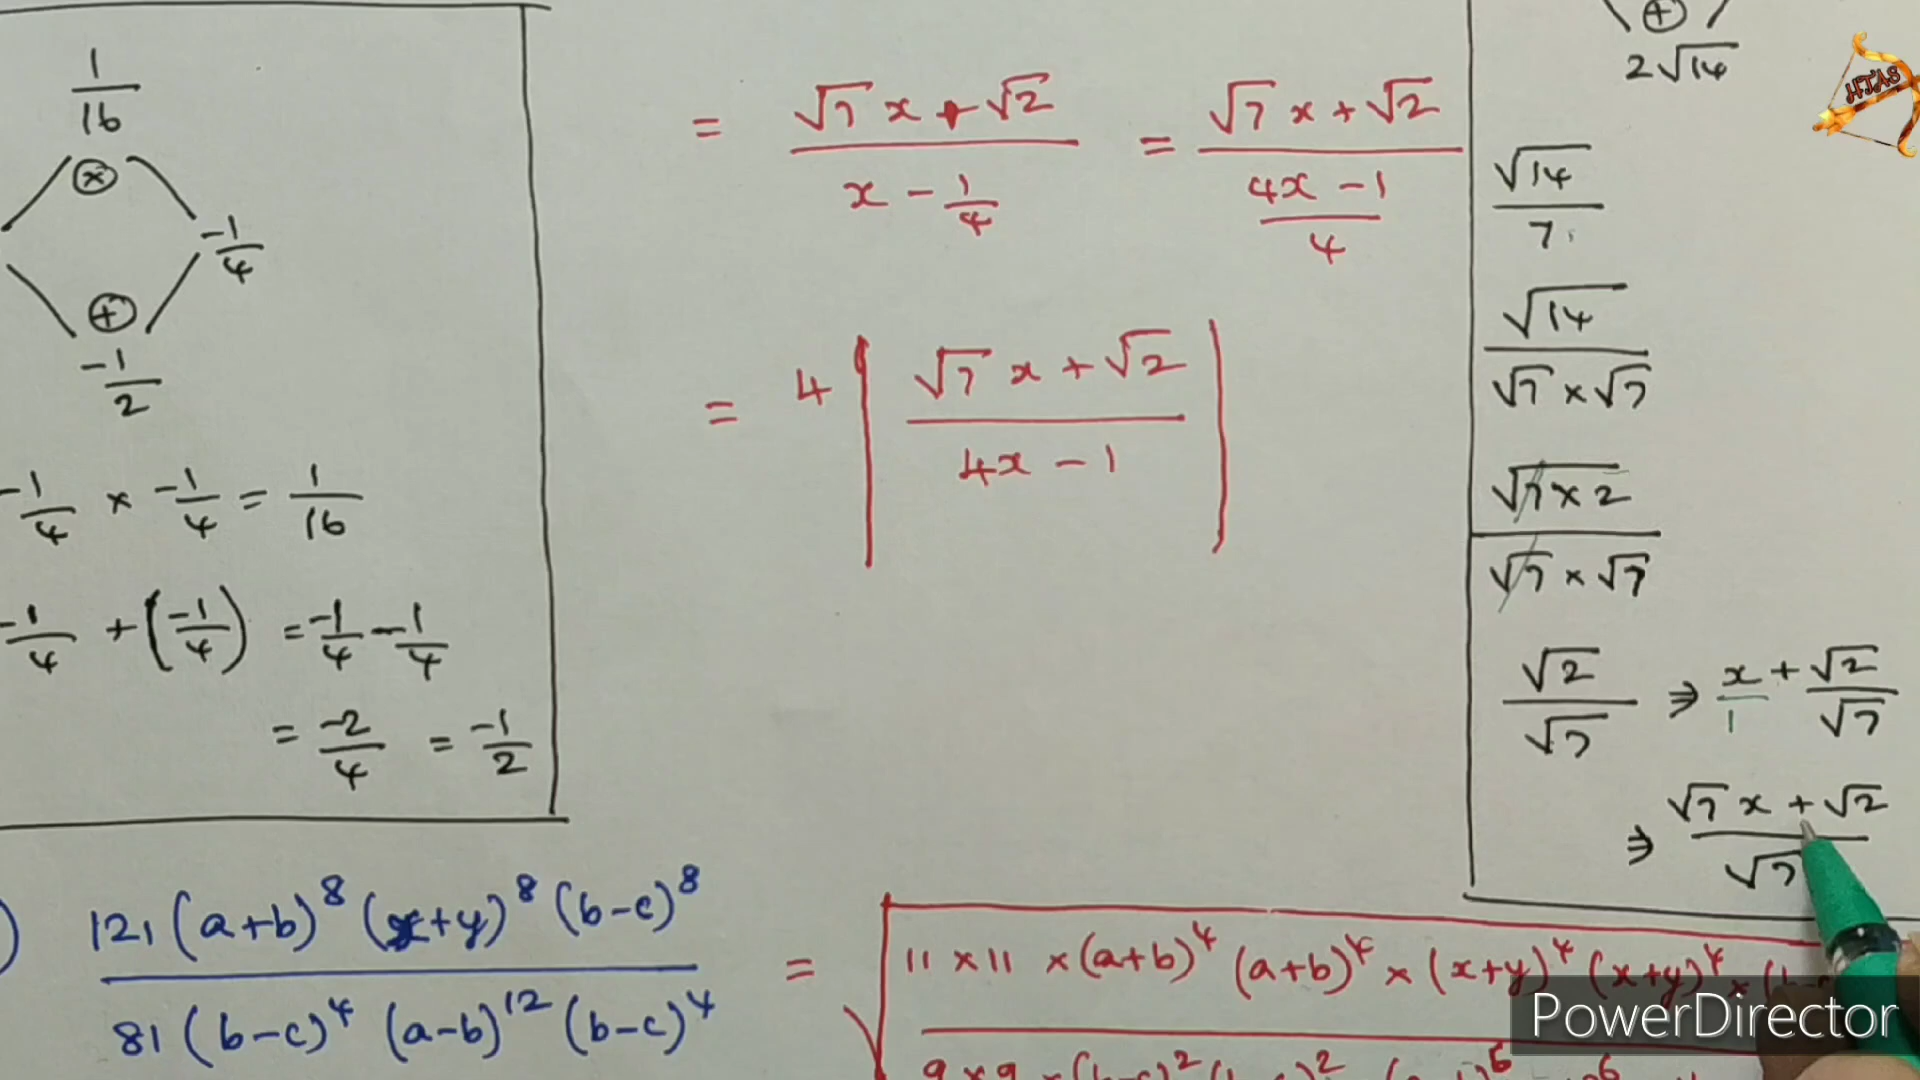 1/16
⊗
-1/4
⊕
-1/2
-1/4 × -1/4 = 1/16
-1/4 + (-1/4) = -1/4 - 1/4
= -2/4 = -1/2
= (√7 x + √2)/(x - 1/4) = (√7 x + √2)/((4x - 1)/4)
= 4 | (√7 x + √2)/(4x - 1) |
⊕
2√14
√14/7
√14/(√7 × √7)
√(7 × 2)/(√7 × √7)
√2/√7 ⇒ x/1 + √2/√7
⇒ (√7 x + √2)/√7
) 121 (a+b)^8 (x+y)^8 (b-c)^8
81 (b-c)^4 (a-b)^12 (b-c)^4
= √ 11 × 11 × (a+b)^4 (a+b)^4 × (x+y)^4 (x+y)^4 × (b
9 × 9 × (b-c)^2
HTAS
PowerDirector